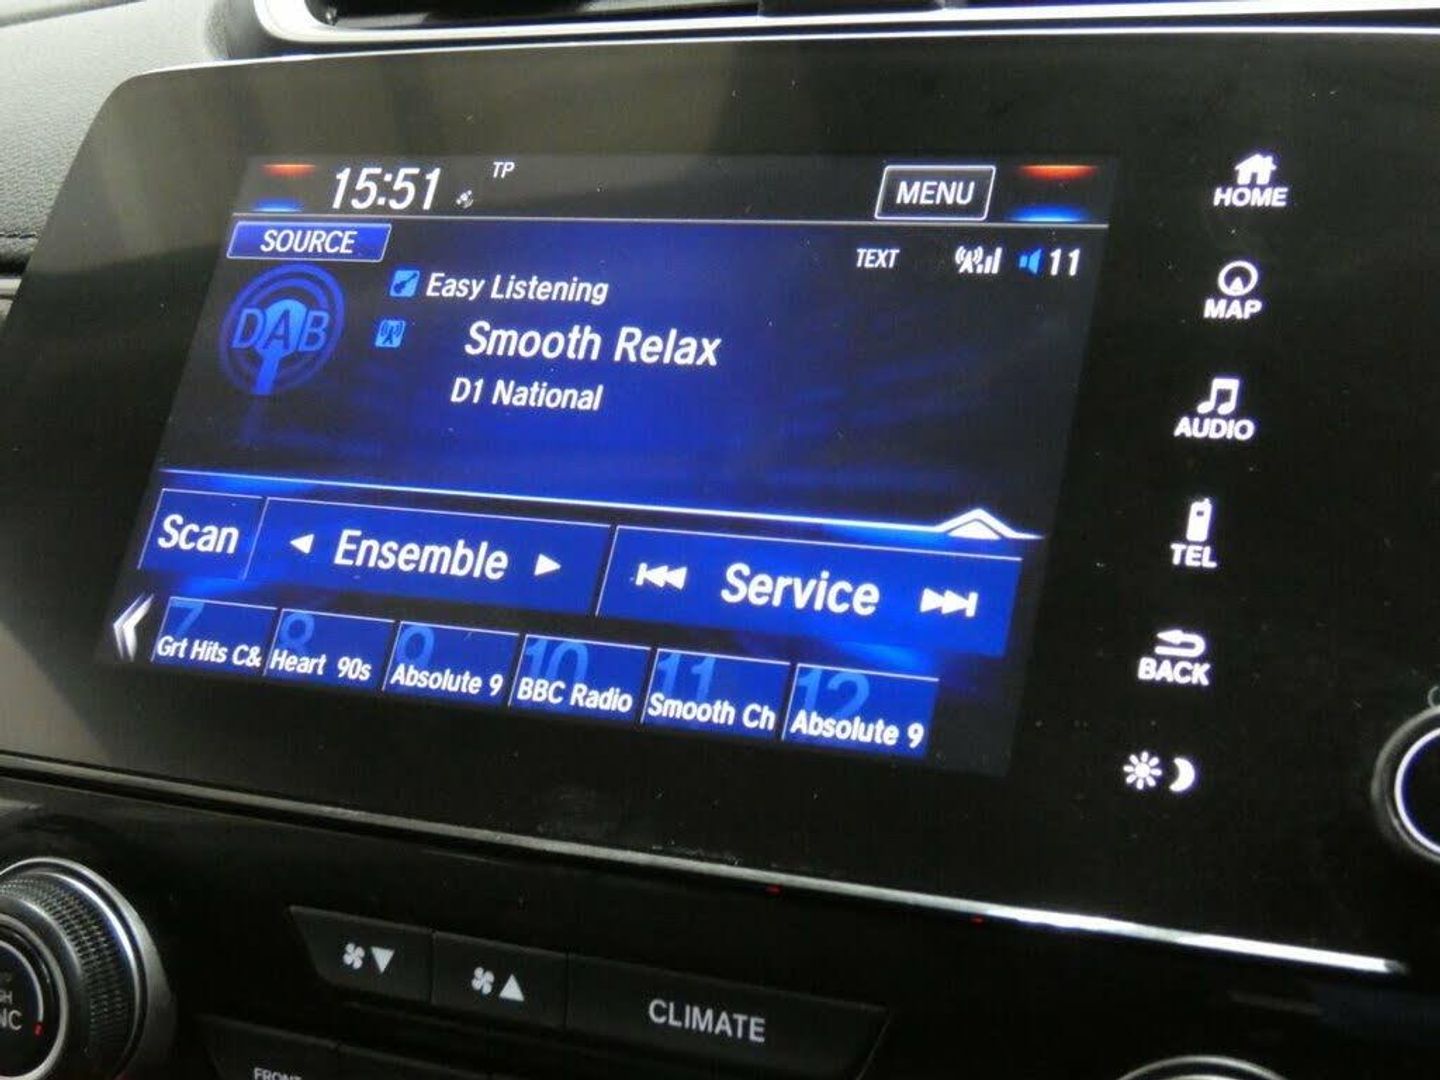 15:51 TP MENU
SOURCE TEXT 11
DAB
Easy Listening
Smooth Relax
D1 National
Scan Ensemble Service
7 Grt Hits C&
8 Heart 90s
9 Absolute 9
10 BBC Radio
11 Smooth Ch
12 Absolute 9
HOME
MAP
AUDIO
TEL
BACK
CLIMATE
FRONT